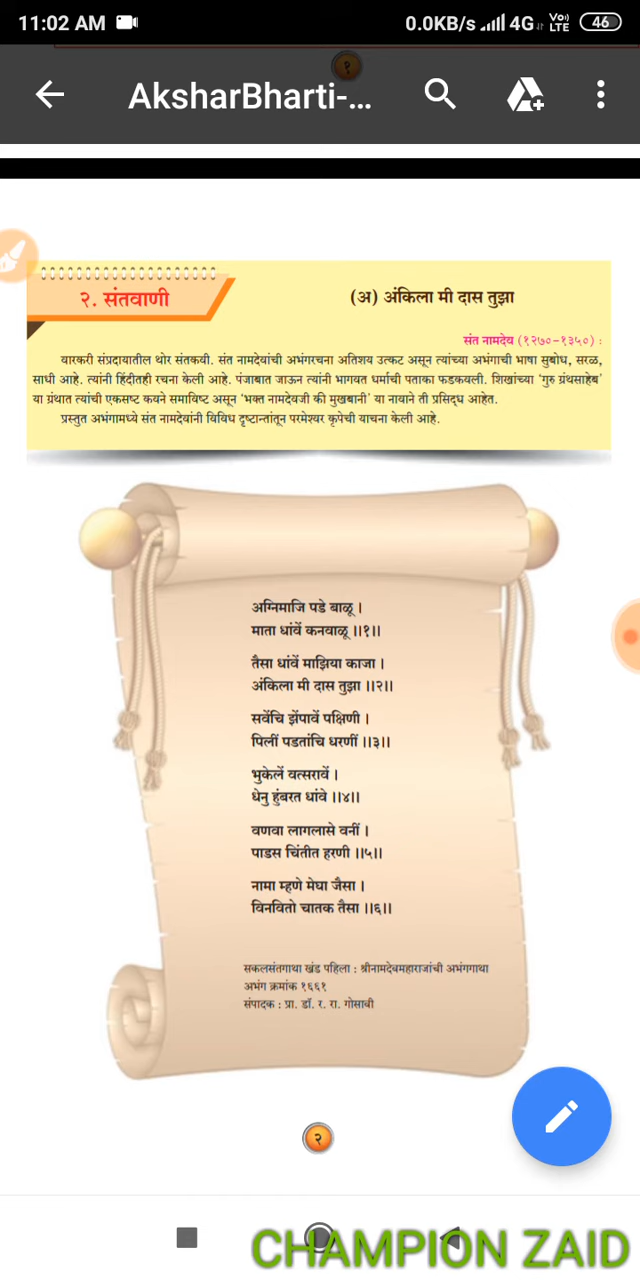 11:02 AM 0.0KB/s 4G Vo) LTE 46
१
AksharBharti-...
२. संतवाणी
(अ) अंकिला मी दास तुझा
संत नामदेव (१२७०-१३५०) :
वारकरी संप्रदायातील थोर संतकवी. संत नामदेवांची अभंगरचना अतिशय उत्कट असून त्यांच्या अभंगाची भाषा सुबोध, सरळ,
साधी आहे. त्यांनी हिंदीतही रचना केली आहे. पंजाबात जाऊन त्यांनी भागवत धर्माची पताका फडकवली. शिखांच्या ‘गुरु ग्रंथसाहेब’
या ग्रंथात त्यांची एकसष्ट कवने समाविष्ट असून ‘भक्त नामदेवजी की मुखबानी’ या नावाने ती प्रसिद्ध आहेत.
प्रस्तुत अभंगामध्ये संत नामदेवांनी विविध दृष्टान्तांतून परमेश्वर कृपेची याचना केली आहे.
अग्निमाजि पडे बाळू ।
माता धांवें कनवाळू ।।१।।
तैसा धांवें माझिया काजा ।
अंकिला मी दास तुझा ।।२।।
सवेंचि झेंपावें पक्षिणी ।
पिलीं पडतांचि धरणीं ।।३।।
भुकेलें वत्सरावें ।
धेनु हुंबरत धांवे ।।४।।
वणवा लागलासे वनीं ।
पाडस चिंतीत हरणी ।।५।।
नामा म्हणे मेघा जैसा ।
विनवितो चातक तैसा ।।६।।
सकलसंतगाथा खंड पहिला : श्रीनामदेवमहाराजांची अभंगगाथा
अभंग क्रमांक १६६१
संपादक : प्रा. डॉ. र. रा. गोसावी
२
CHAMPION ZAID